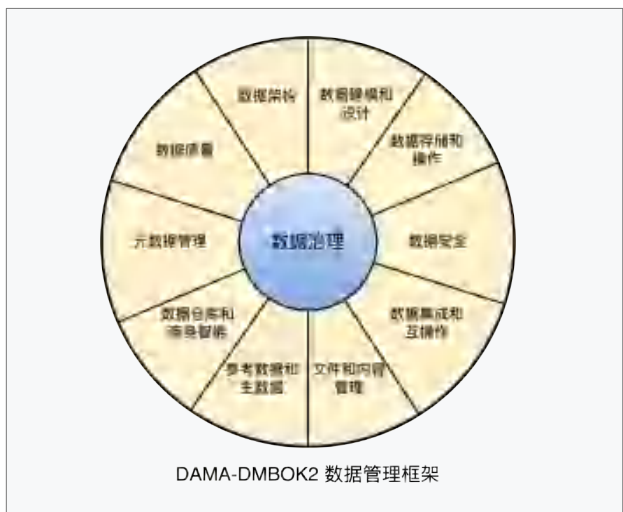 数据架构
数据建模和
设计
数据存储和
操作
数据安全
数据集成和
互操作
文件和内容
管理
参考数据和
主数据
数据仓库和
商务智能
元数据管理
数据质量
数据治理
DAMA-DMBOK2 数据管理框架